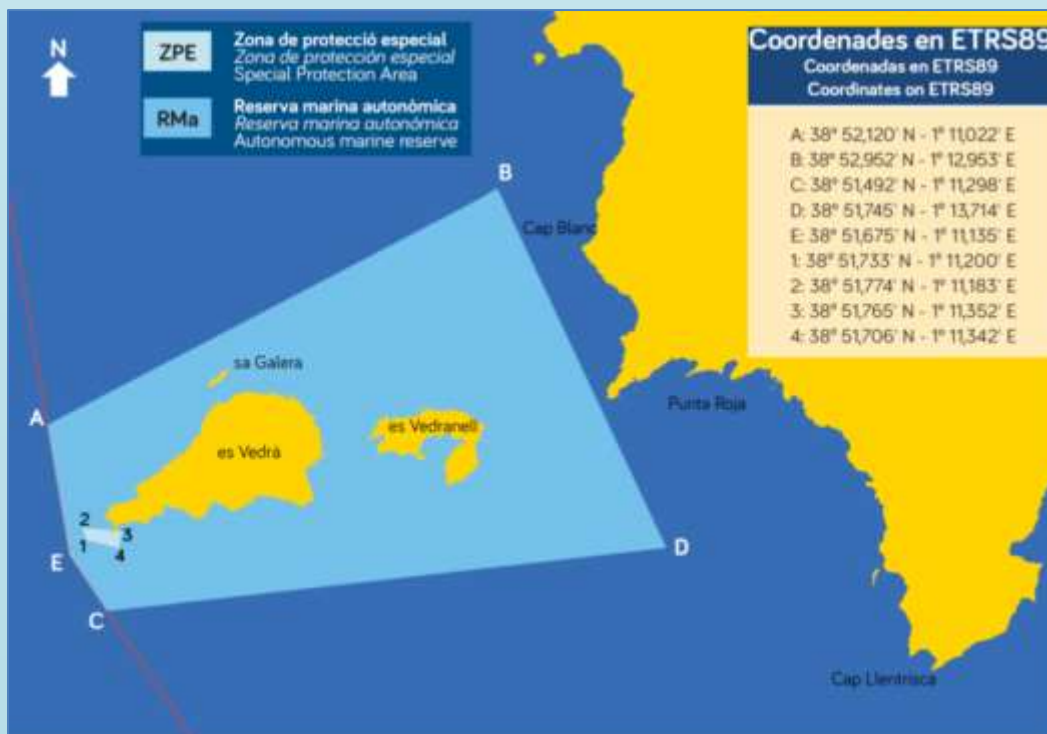 N
ZPE
Zona de protecció especial
Zona de protección especial
Special Protection Area
RMa
Reserva marina autonòmica
Reserva marina autonómica
Autonomous marine reserve
Coordenades en ETRS89
Coordenadas en ETRS89
Coordinates on ETRS89
A: 38° 52,120' N - 1° 11,022' E
B: 38° 52,952' N - 1° 12,953' E
C: 38° 51,492' N - 1° 11,298' E
D: 38° 51,745' N - 1° 13,714' E
E: 38° 51,675' N - 1° 11,135' E
1: 38° 51,733' N - 1° 11,200' E
2: 38° 51,774' N - 1° 11,183' E
3: 38° 51,765' N - 1° 11,352' E
4: 38° 51,706' N - 1° 11,342' E
B
Cap Blanc
sa Galera
Punta Roja
A
es Vedranell
es Vedrà
2
3
1
4
D
E
C
Cap Llentrisca